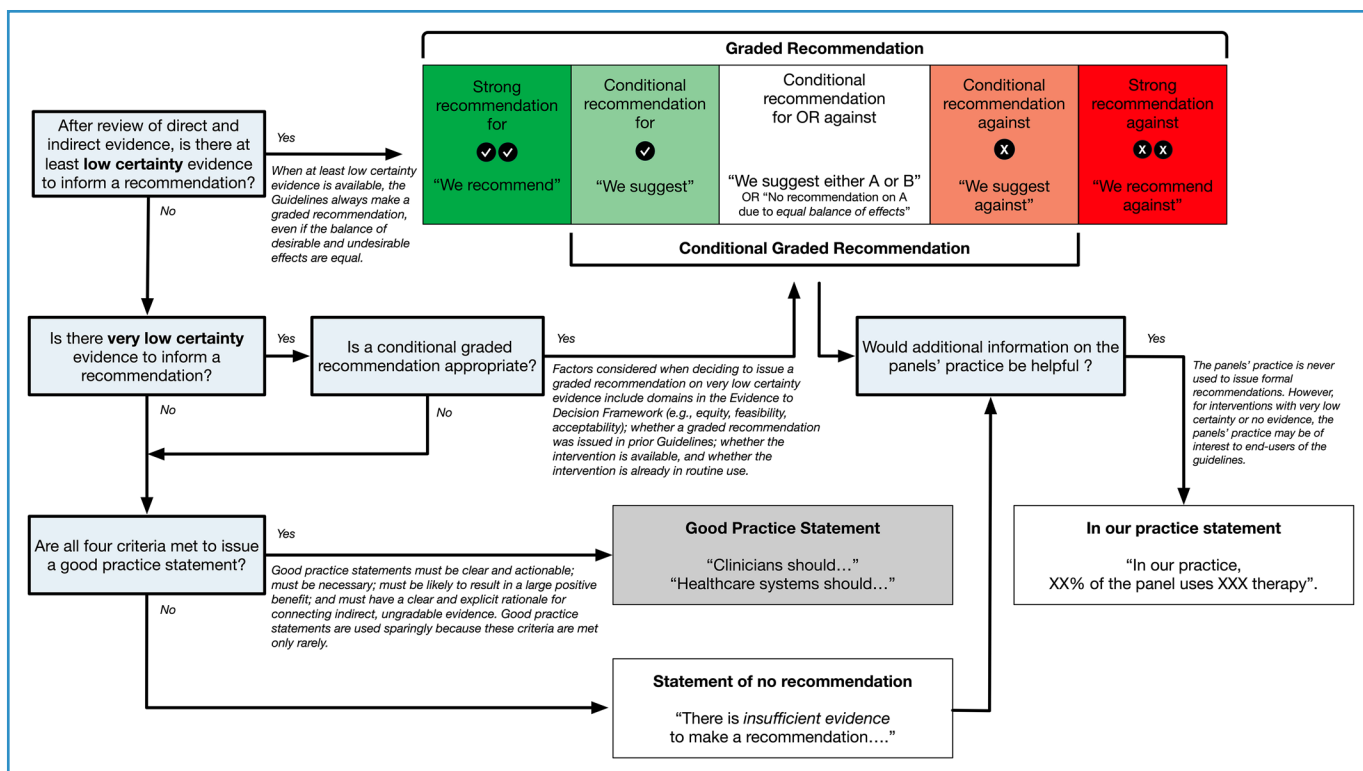 Graded Recommendation
Strong
recommendation
for
“We recommend”
Conditional
recommendation
for
“We suggest”
Conditional
recommendation
for OR against
“We suggest either A or B”
OR “No recommendation on A
due to equal balance of effects”
Conditional
recommendation
against
X
“We suggest
against”
Strong
recommendation
against
X X
“We recommend
against”
Conditional Graded Recommendation
After review of direct and
indirect evidence, is there at
least low certainty evidence
to inform a recommendation?
Yes
When at least low certainty
evidence is available, the
Guidelines always make a
graded recommendation,
even if the balance of
desirable and undesirable
effects are equal.
No
Is there very low certainty
evidence to inform a
recommendation?
Yes
No
Is a conditional graded
recommendation appropriate?
Yes
Factors considered when deciding to issue a
graded recommendation on very low certainty
evidence include domains in the Evidence to
Decision Framework (e.g., equity, feasibility,
acceptability); whether a graded recommendation
was issued in prior Guidelines; whether the
intervention is available, and whether the
intervention is already in routine use.
No
Would additional information on the
panels’ practice be helpful ?
Yes
The panels’ practice is never
used to issue formal
recommendations. However,
for interventions with very low
certainty or no evidence, the
panels’ practice may be of
interest to end-users of the
guidelines.
Are all four criteria met to issue
a good practice statement?
Yes
Good practice statements must be clear and actionable;
must be necessary; must be likely to result in a large positive
benefit; and must have a clear and explicit rationale for
connecting indirect, ungradable evidence. Good practice
statements are used sparingly because these criteria are met
only rarely.
No
Good Practice Statement
“Clinicians should…”
“Healthcare systems should…”
In our practice statement
“In our practice,
XX% of the panel uses XXX therapy”.
Statement of no recommendation
“There is insufficient evidence
to make a recommendation….”